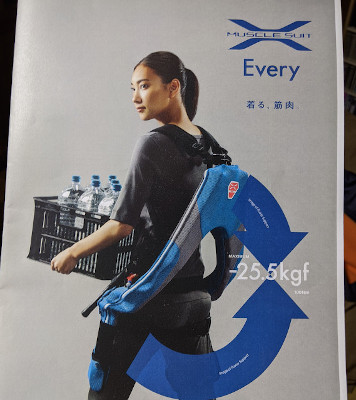 MUSCLE SUIT
Every
着る、筋肉。
MAXIMUM
-25.5kgf